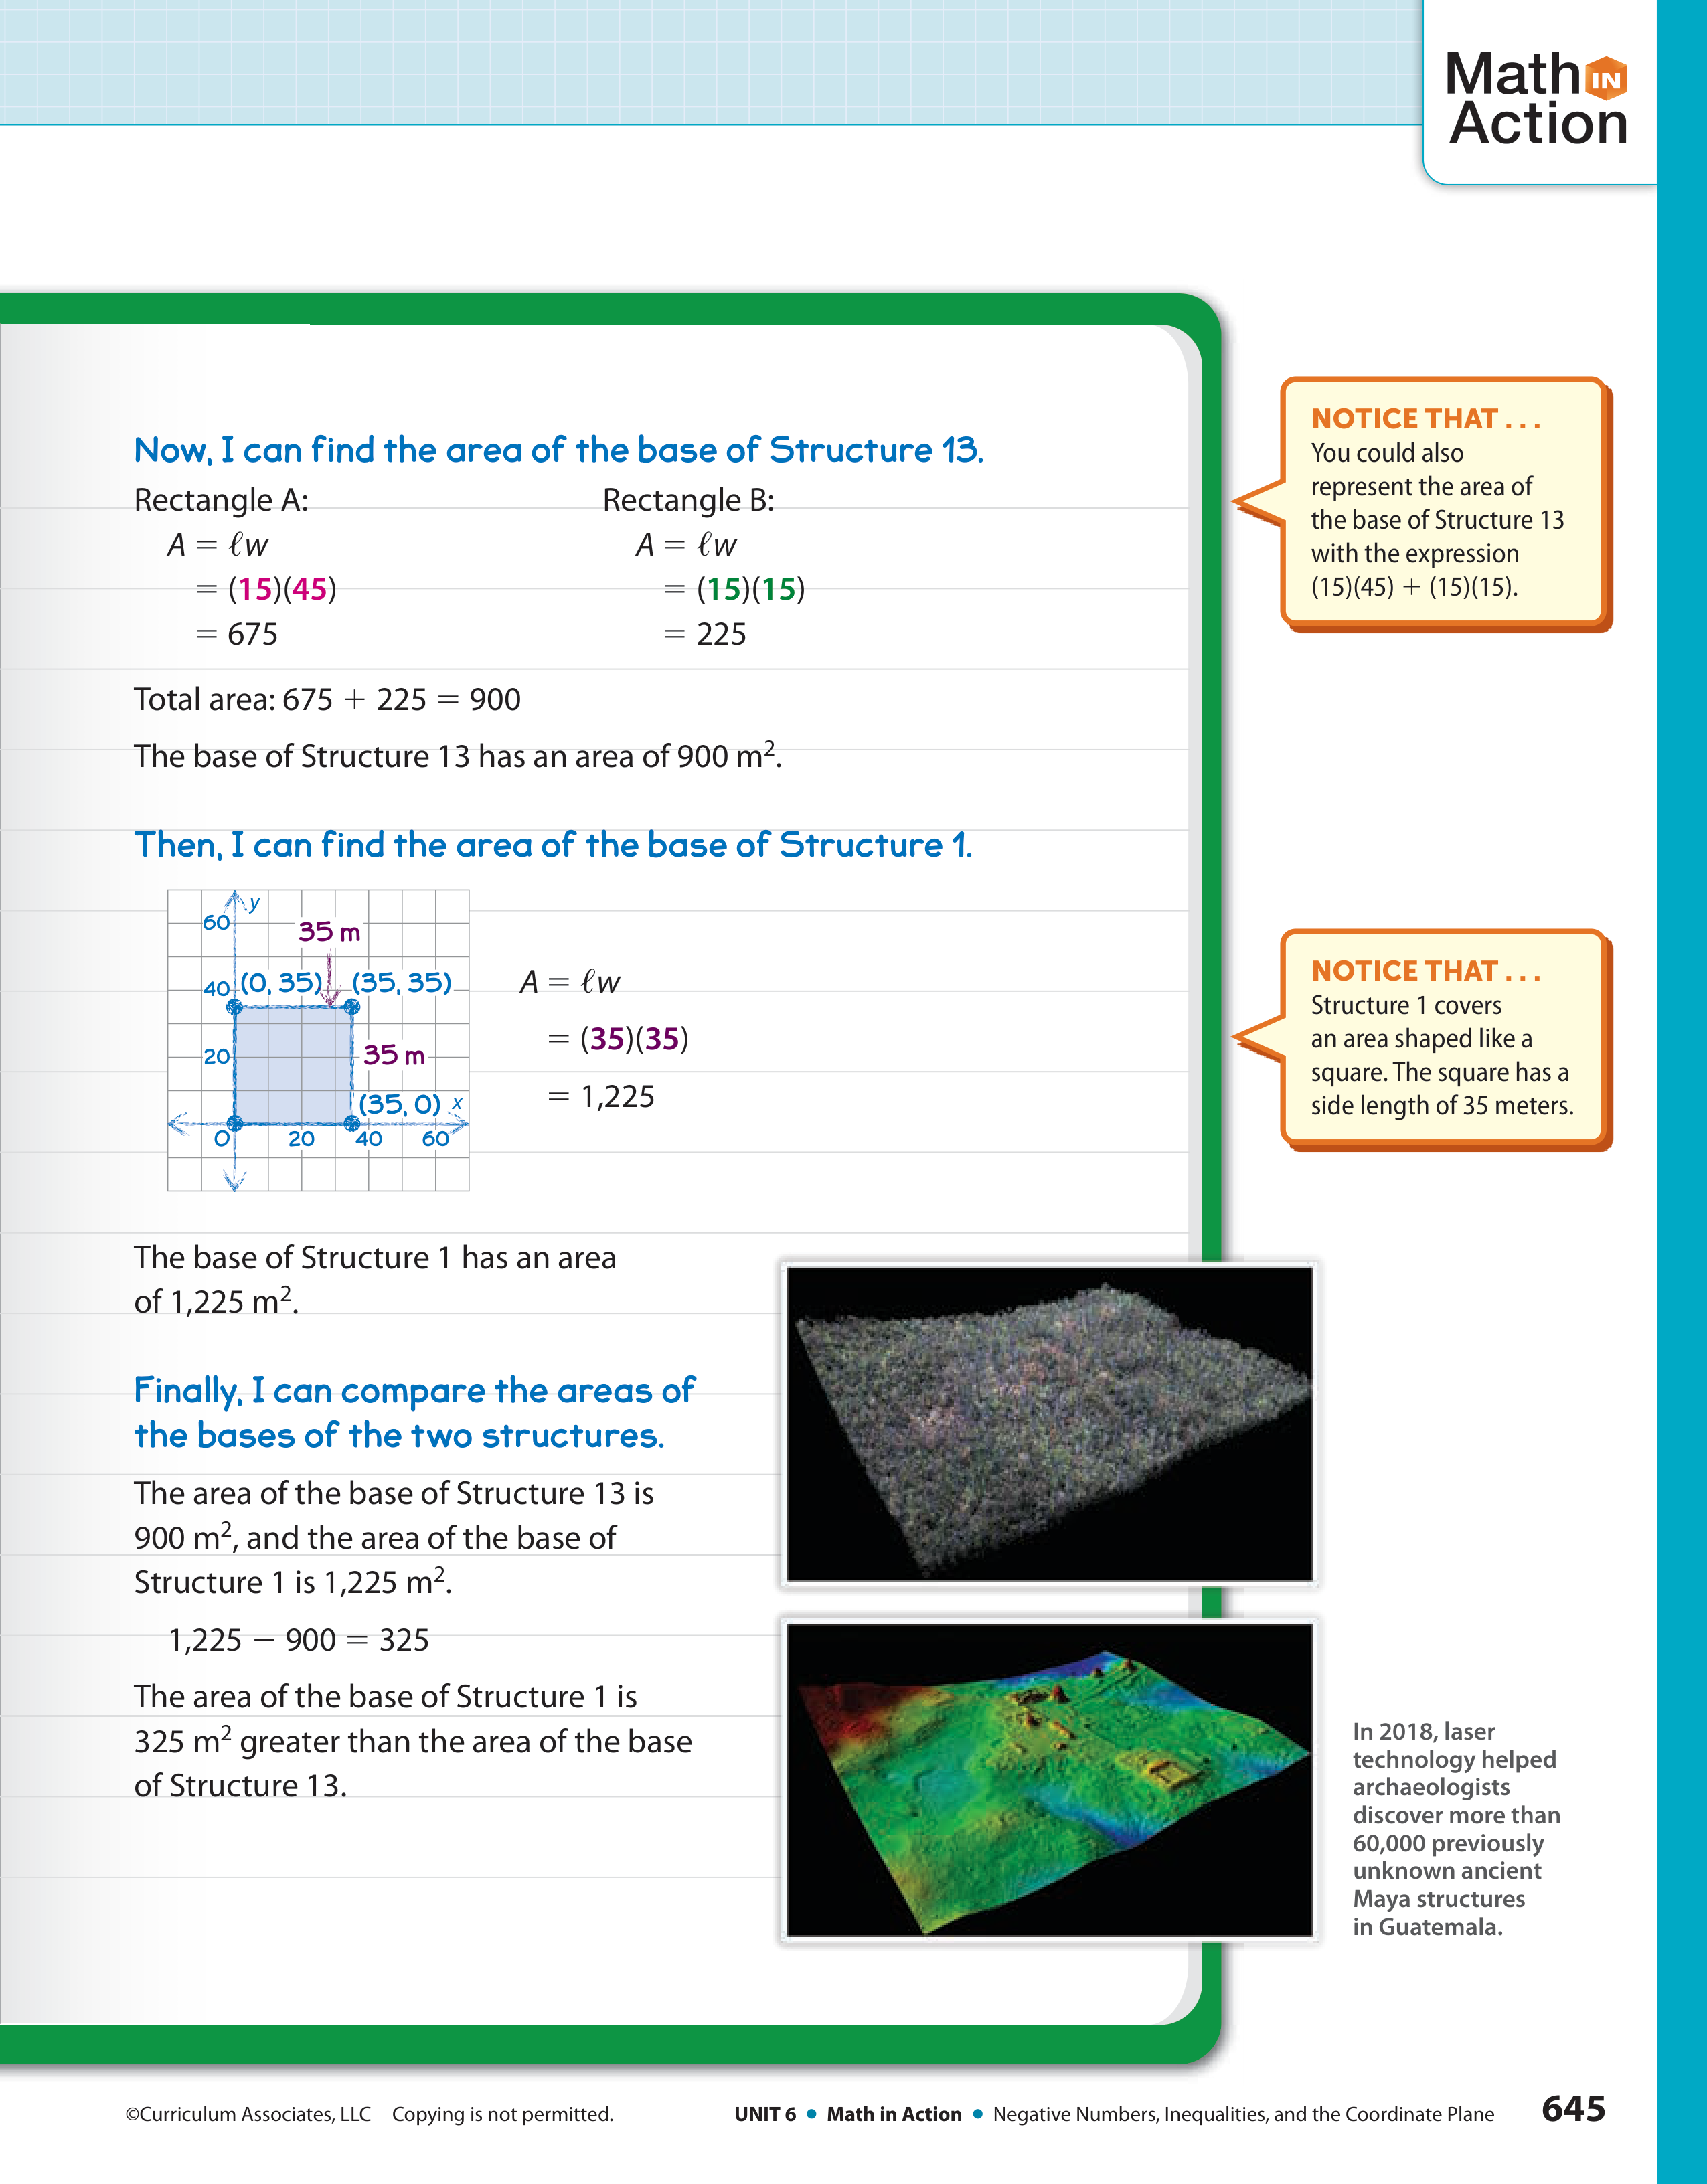 Math IN
Action
Now, I can find the area of the base of Structure 13.
Rectangle A:
A = ℓw
= (15)(45)
= 675
Rectangle B:
A = ℓw
= (15)(15)
= 225
Total area: 675 + 225 = 900
The base of Structure 13 has an area of 900 m².
NOTICE THAT . . .
You could also
represent the area of
the base of Structure 13
with the expression
(15)(45) + (15)(15).
Then, I can find the area of the base of Structure 1.
y
60
35 m
40
(0, 35)
(35, 35)
20
35 m
(35, 0)
x
O
20
40
60
A = ℓw
= (35)(35)
= 1,225
NOTICE THAT . . .
Structure 1 covers
an area shaped like a
square. The square has a
side length of 35 meters.
The base of Structure 1 has an area
of 1,225 m².
Finally, I can compare the areas of
the bases of the two structures.
The area of the base of Structure 13 is
900 m², and the area of the base of
Structure 1 is 1,225 m².
1,225 − 900 = 325
The area of the base of Structure 1 is
325 m² greater than the area of the base
of Structure 13.
In 2018, laser
technology helped
archaeologists
discover more than
60,000 previously
unknown ancient
Maya structures
in Guatemala.
©Curriculum Associates, LLC Copying is not permitted.
UNIT 6 • Math in Action • Negative Numbers, Inequalities, and the Coordinate Plane 645